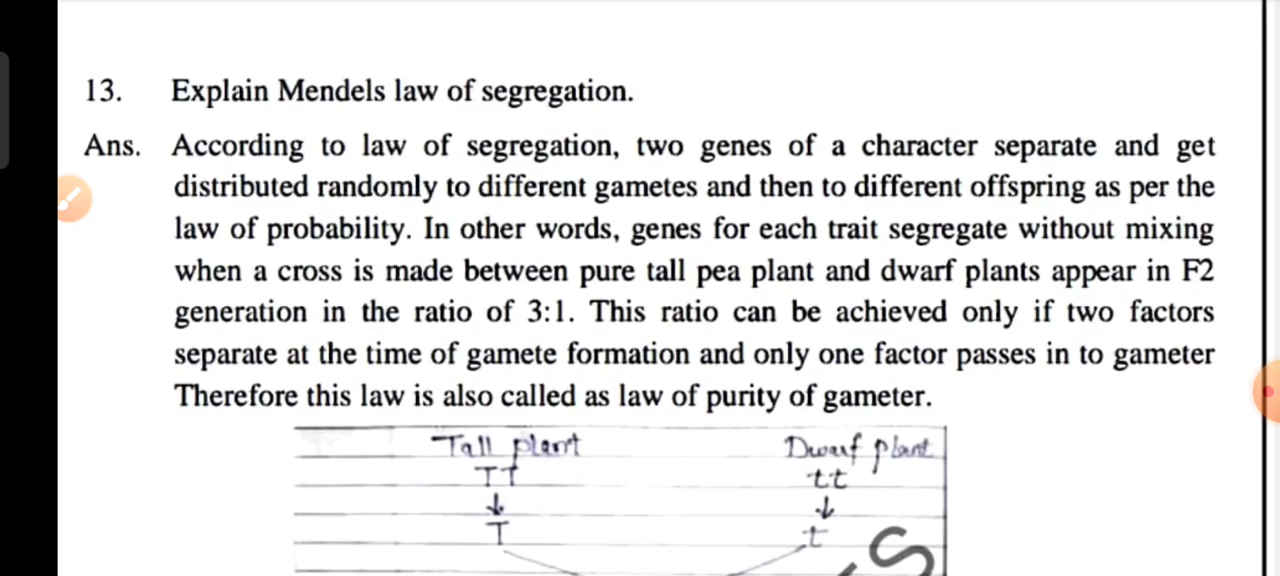 13. Explain Mendels law of segregation.
Ans. According to law of segregation, two genes of a character separate and get
distributed randomly to different gametes and then to different offspring as per the
law of probability. In other words, genes for each trait segregate without mixing
when a cross is made between pure tall pea plant and dwarf plants appear in F2
generation in the ratio of 3:1. This ratio can be achieved only if two factors
separate at the time of gamete formation and only one factor passes in to gameter
Therefore this law is also called as law of purity of gameter.
Tall plant Dwarf plant
TT tt
↓ ↓
T t